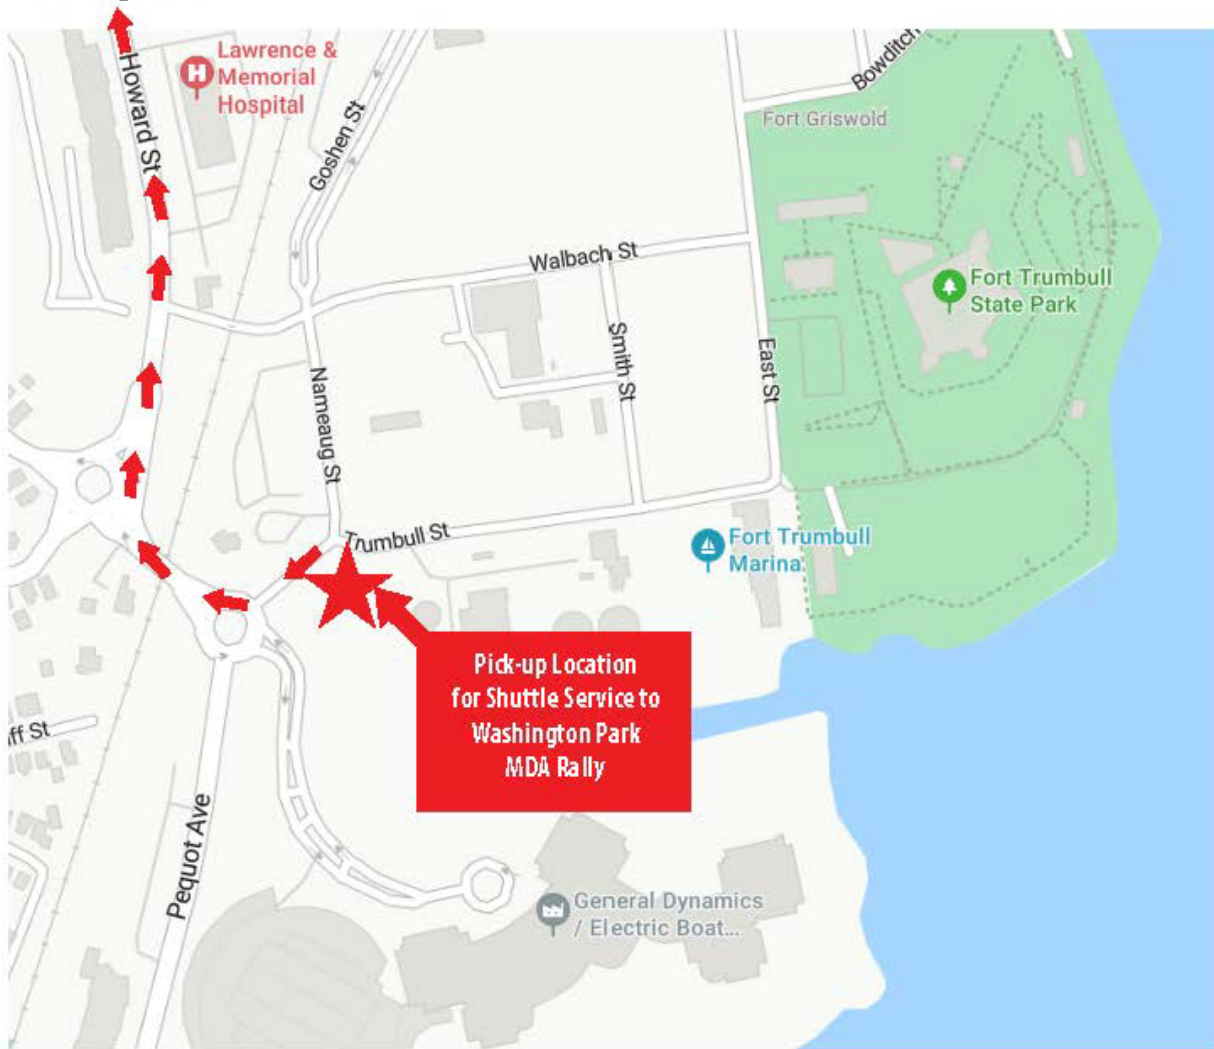 Howard St
Lawrence &
Memorial
Hospital
Goshen St
Bowditch
Fort Griswold
Walbach St
Fort Trumbull
State Park
Smith St
East St
Nameaug St
Trumbull St
Fort Trumbull
Marina
Pick-up Location
for Shuttle Service to
Washington Park
MDA Rally
ff St
Pequot Ave
General Dynamics
/ Electric Boat...